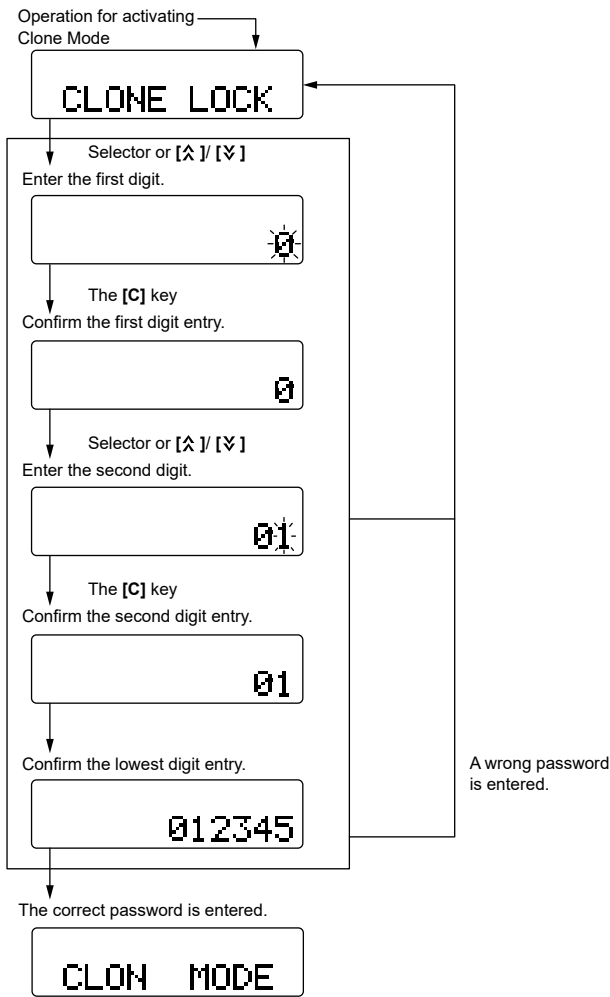 Operation for activating
Clone Mode
CLONE LOCK
Selector or [︽]/ [︾]
Enter the first digit.
0
The [C] key
Confirm the first digit entry.
0
Selector or [︽]/ [︾]
Enter the second digit.
01
The [C] key
Confirm the second digit entry.
01
Confirm the lowest digit entry.
012345
A wrong password
is entered.
The correct password is entered.
CLON MODE